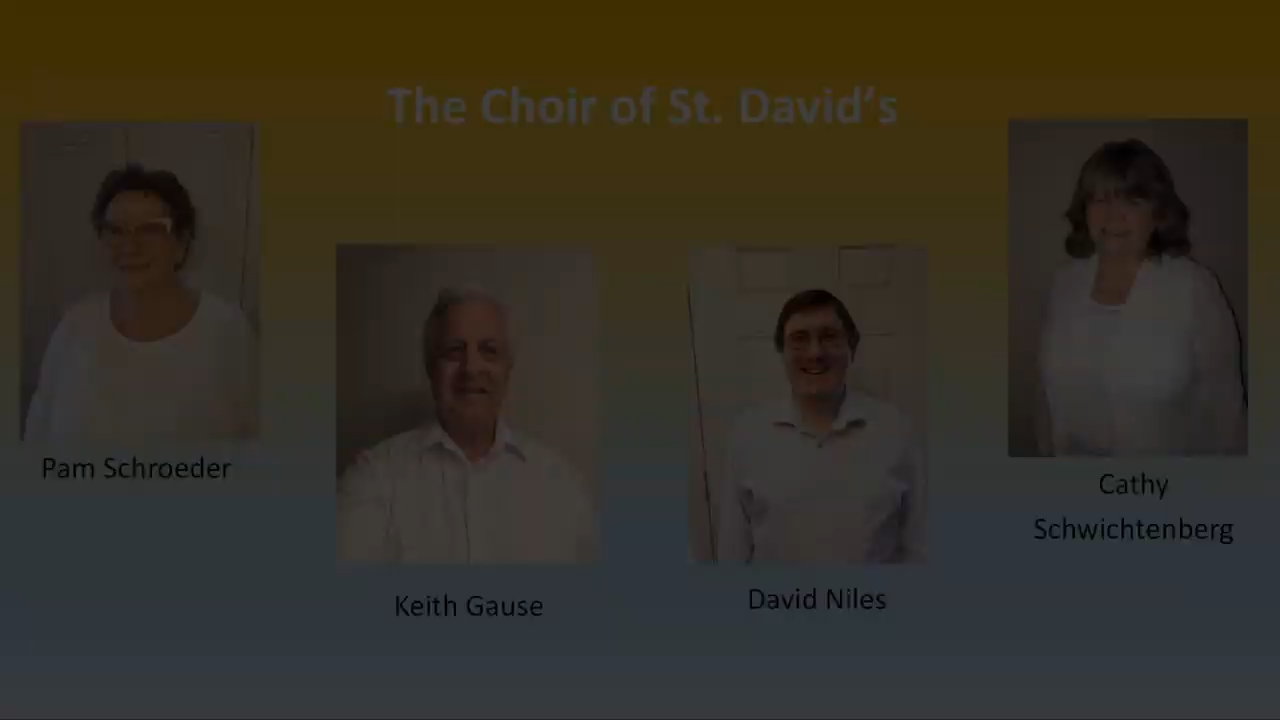 The Choir of St. David’s
Pam Schroeder
Keith Gause
David Niles
Cathy
Schwichtenberg